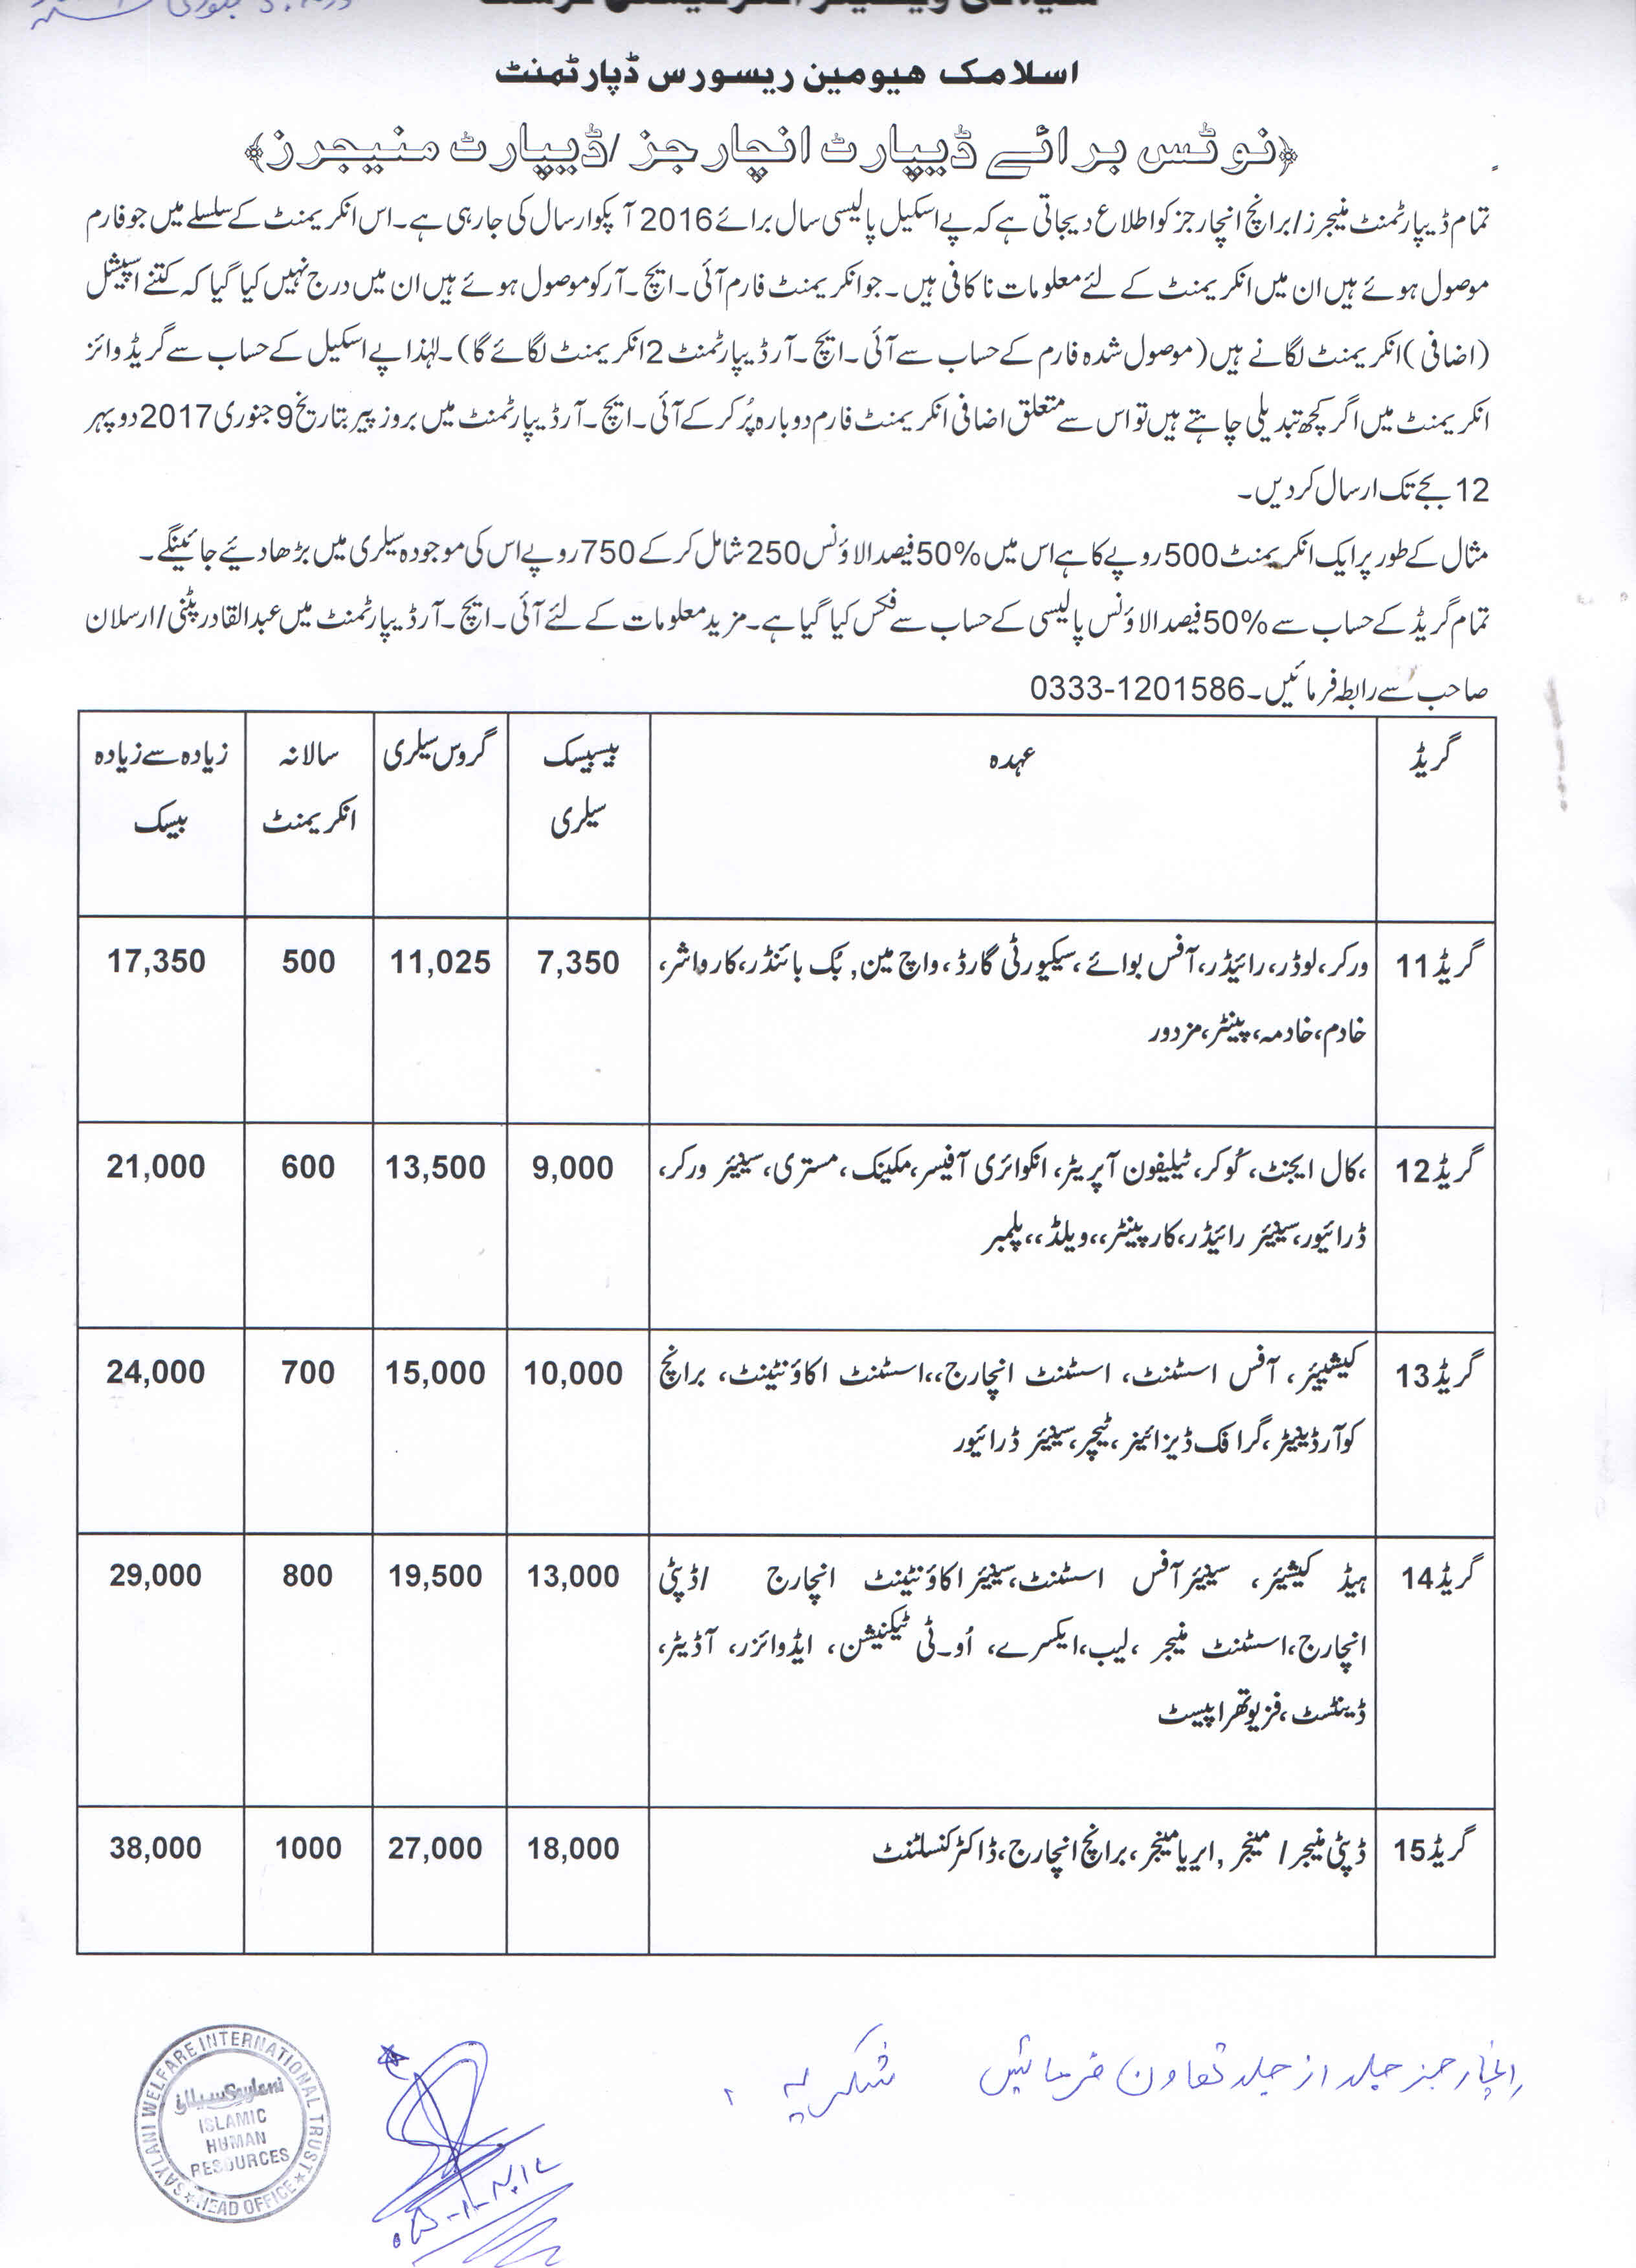 اسلامک ھیومین ریسورس ڈپارٹمنٹ
﴿نوٹس برائے ڈیپارٹ انچارجز /ڈیپارٹ منیجرز﴾
تمام ڈیپارٹمنٹ منیجرز/برانچ انچارجز کو اطلاع دیجاتی ہے کہ پے اسکیل پالیسی سال برائے 2016 آپکو ارسال کی جارہی ہے۔اس انکریمنٹ کے سلسلے میں جو فارم
موصول ہوئے ہیں ان میں انکریمنٹ کے لئے معلومات نا کافی ہیں۔جو انکریمنٹ فارم آئی۔ایچ۔آر کو موصول ہوئے ہیں ان میں درج نہیں کیا گیا کہ کتنے اسپیشل
(اضافی) انکریمنٹ لگانے ہیں (موصول شدہ فارم کے حساب سے آئی۔ایچ۔آر ڈیپارٹمنٹ 2 انکریمنٹ لگائے گا)۔لہٰذا پے اسکیل کے حساب سے گریڈ وائز
انکریمنٹ میں اگر کچھ تبدیلی چاہتے ہیں تو اس سے متعلق اضافی انکریمنٹ فارم دوبارہ پُر کر کے آئی۔ایچ۔آر ڈیپارٹمنٹ میں بروز پیر بتاریخ 9 جنوری 2017 دوپہر
12 بجے تک ارسال کردیں۔
مثال کے طور پر ایک انکریمنٹ 500 روپے کا ہے اس میں %50 فیصد الاؤنس 250 شامل کر کے 750 روپے اس کی موجودہ سیلری میں بڑھا دیئے جائینگے۔
تمام گریڈ کے حساب سے %50 فیصد الاؤنس پالیسی کے حساب سے فکس کیا گیا ہے۔مزید معلومات کے لئے آئی۔ایچ۔آر ڈیپارٹمنٹ میں عبدالقادر پٹنی/ارسلان
صاحب سے رابطہ فرمائیں۔0333-1201586
گریڈ عہدہ بیسیک گروس سیلری سالانہ زیادہ سے زیادہ
سیلری انکریمنٹ بیسک
گریڈ 11 ورکر،لوڈر،رائیڈر،آفس بوائے،سیکیورٹی گارڈ،واچ مین, بُک بائنڈر،کارواشر، 7,350 11,025 500 17,350
خادم،خادمہ،پینٹر،مزدور
گریڈ 12 ،کال ایجنٹ،کُوکر،ٹیلیفون آپریٹر،انکوائری آفیسر،مکینک،مستری،سینیئر ورکر، 9,000 13,500 600 21,000
ڈرائیور،سینیئر رائیڈر،کارپینٹر،،ویلڈ،،پلمبر
گریڈ 13 کیشییئر، آفس اسسٹنٹ، اسسٹنٹ انچارج،،اسسٹنٹ اکاؤنٹینٹ، برانچ 10,000 15,000 700 24,000
کوآرڈینیٹر،گرافک ڈیزائینر،ٹیچر،سینیئر ڈرائیور
گریڈ 14 ہیڈ کیشیئر، سینیئر آفس اسسٹنٹ،سینیئر اکاؤنٹینٹ انچارج /ڈپٹی 13,000 19,500 800 29,000
انچارج،اسسٹنٹ منیجر ،لیب،ایکسرے، اُو۔ٹی ٹیکنیشن، ایڈوائزر، آڈیٹر،
ڈینٹسٹ،فزیوتھراپیسٹ
گریڈ 15 ڈپٹی منیجر / منیجر ,ایریا منیجر،برانچ انچارج،ڈاکٹر کنسلٹنٹ 18,000 27,000 1000 38,000
انچارجز جلد از جلد تعاون فرمائیں شکریہ
SAYLANI WELFARE INTERNATIONAL TRUST
سیلانی Saylani
ISLAMIC
HUMAN
RESOURCES
★ HEAD OFFICE ★